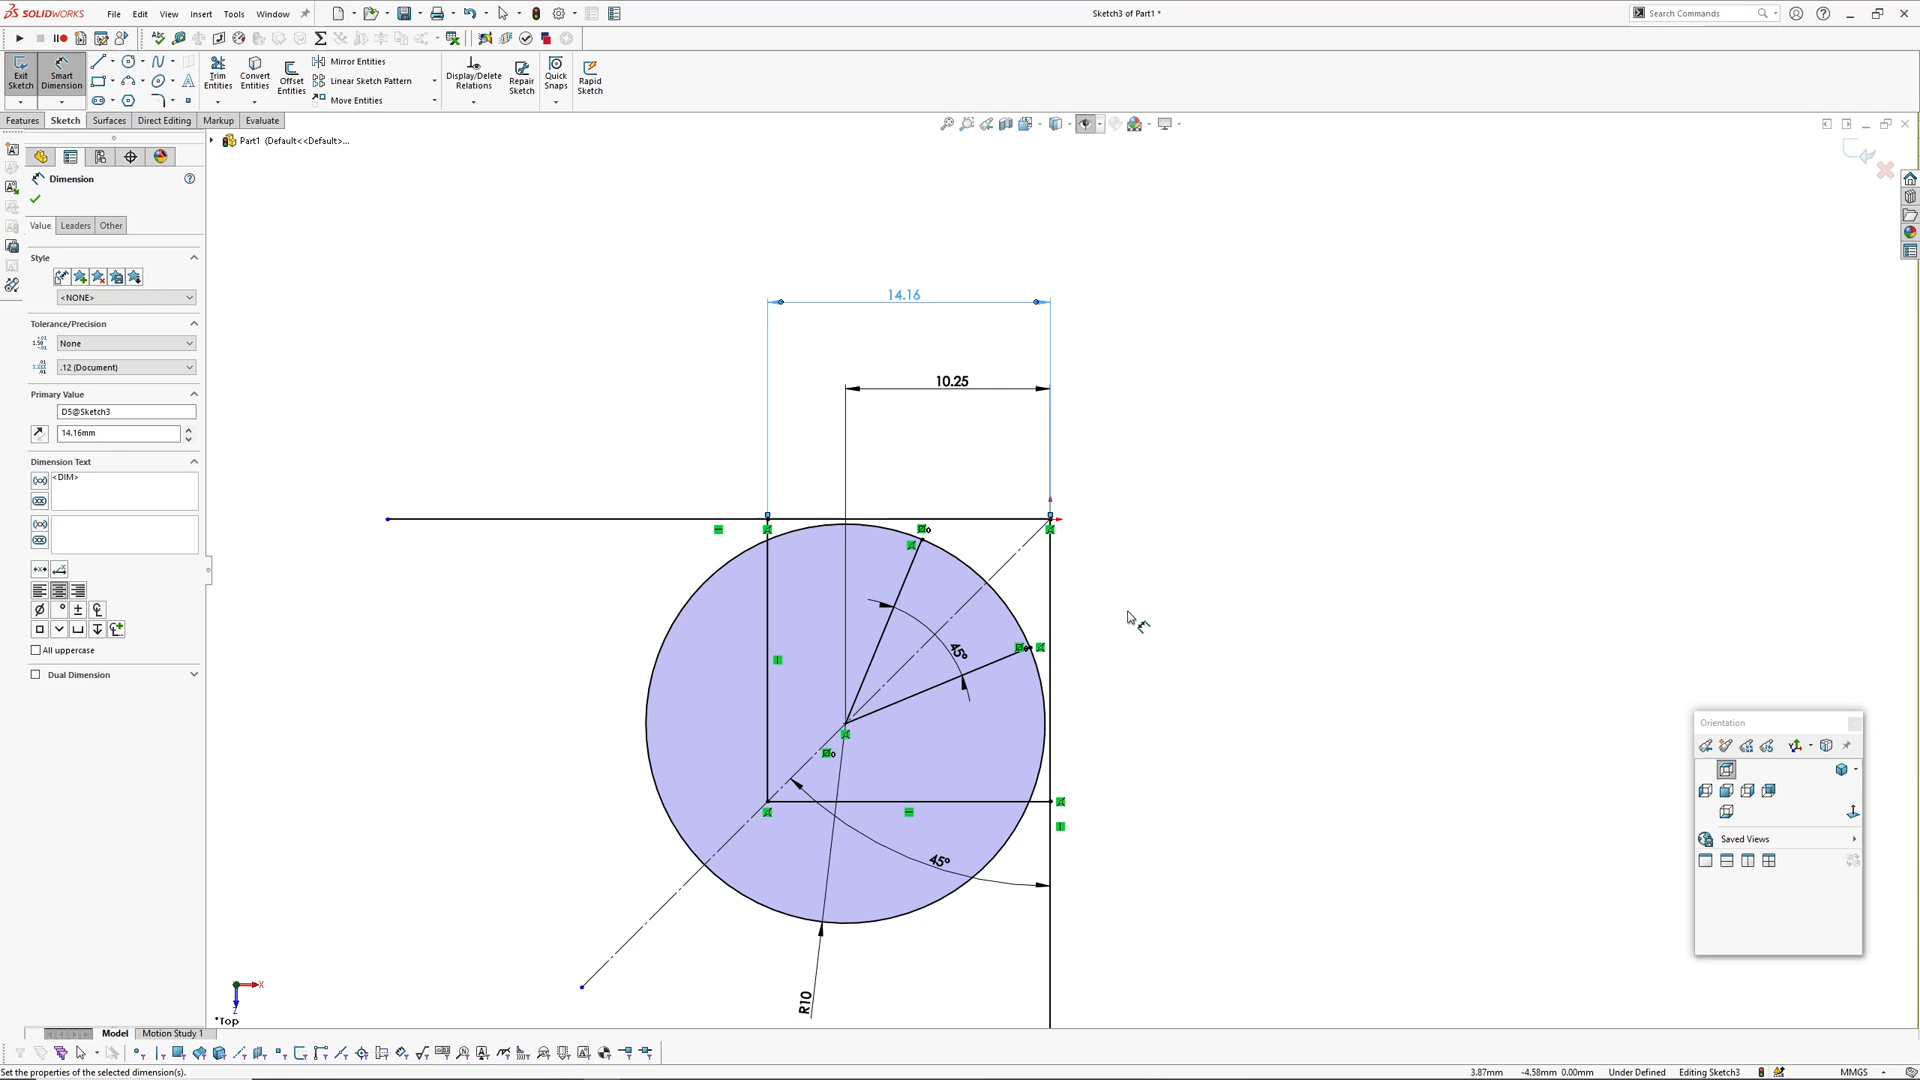 SOLIDWORKS File Edit View Insert Tools Window Sketch3 of Part1 * Search Commands
Exit Sketch Smart Dimension Trim Entities Convert Entities Offset Entities Mirror Entities Linear Sketch Pattern Move Entities Display/Delete Relations Repair Sketch Quick Snaps Rapid Sketch
Features Sketch Surfaces Direct Editing Markup Evaluate
Part1 (Default<<Default>...
Dimension
Value Leaders Other
Style
<NONE>
Tolerance/Precision
None
.12 (Document)
Primary Value
D5@Sketch3
14.16mm
Dimension Text
<DIM>
All uppercase
Dual Dimension
14.16
10.25
45°
45°
R10
X
Z
*Top
Orientation
Saved Views
Model Motion Study 1
Set the properties of the selected dimension(s). 3.87mm -4.58mm 0.00mm Under Defined Editing Sketch3 MMGS